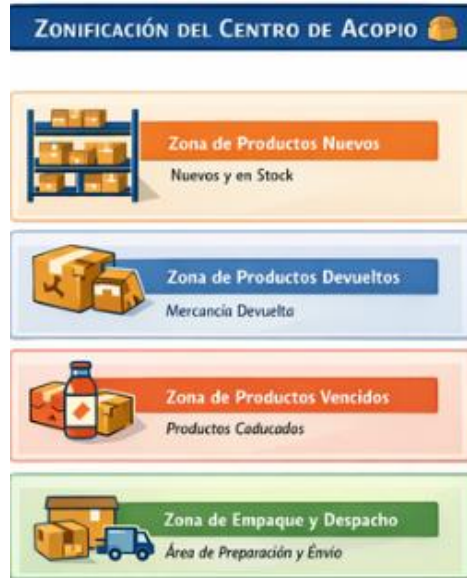 ZONIFICACIÓN DEL CENTRO DE ACOPIO
Zona de Productos Nuevos
Nuevos y en Stock
Zona de Productos Devueltos
Mercancía Devuelta
Zona de Productos Vencidos
Productos Caducados
Zona de Empaque y Despacho
Área de Preparación y Envío